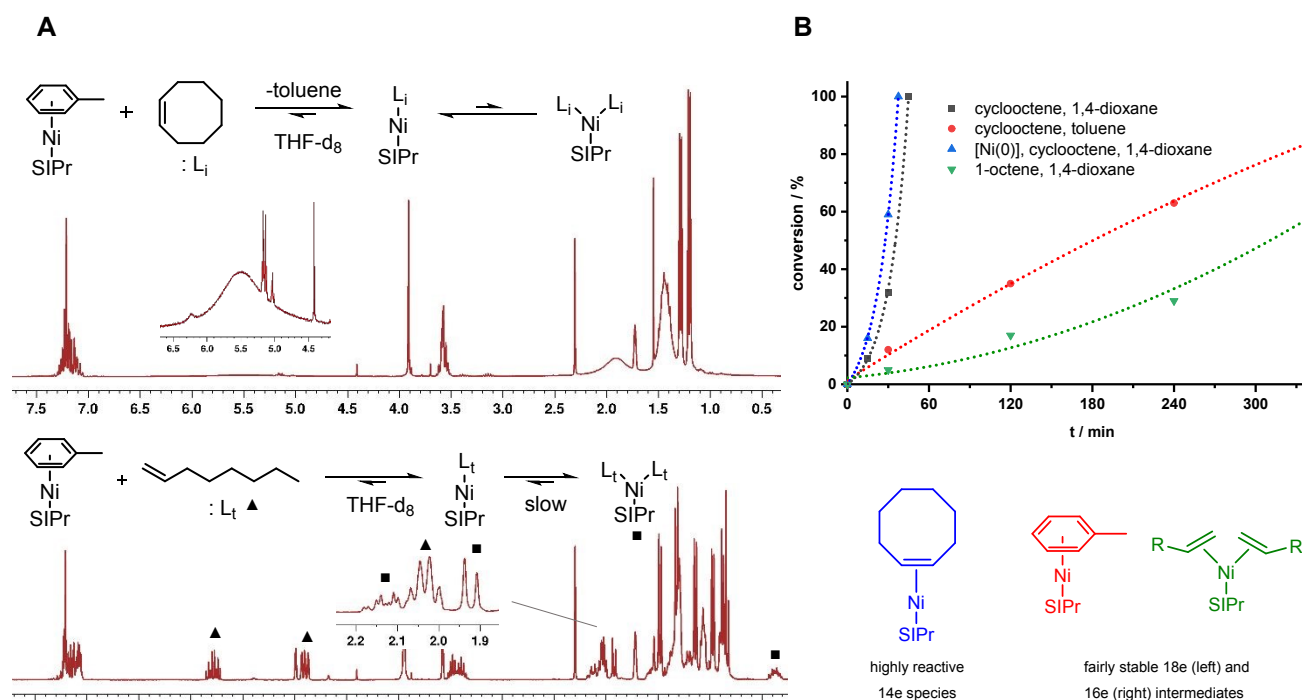 A
-toluene
+
THF-d8
: Li
Ni
SIPr
Li
Ni
SIPr
Li
Li
Ni
SIPr
6.5 6.0 5.5 5.0 4.5
7.5 7.0 6.5 6.0 5.5 5.0 4.5 4.0 3.5 3.0 2.5 2.0 1.5 1.0 0.5
+
: Lt ▲
THF-d8
slow
Ni
SIPr
Lt
Ni
SIPr
Lt
Lt
Ni
SIPr
■
▲
■
■
2.2 2.1 2.0 1.9
▲
▲
■
B
conversion / %
100
80
60
40
20
0
cyclooctene, 1,4-dioxane
cyclooctene, toluene
[Ni(0)], cyclooctene, 1,4-dioxane
1-octene, 1,4-dioxane
0 60 120 180 240 300
t / min
Ni
SIPr
Ni
SIPr
R
R
Ni
SIPr
highly reactive
14e species
fairly stable 18e (left) and
16e (right) intermediates